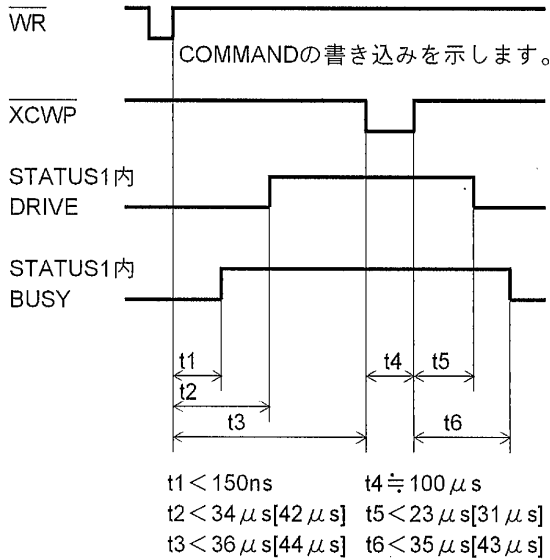 WR
COMMANDの書き込みを示します。
XCWP
STATUS1内
DRIVE
STATUS1内
BUSY
t1
t4
t5
t2
t3
t6
t1＜150ns
t4≒100μs
t2＜34μs[42μs]
t5＜23μs[31μs]
t3＜36μs[44μs]
t6＜35μs[43μs]